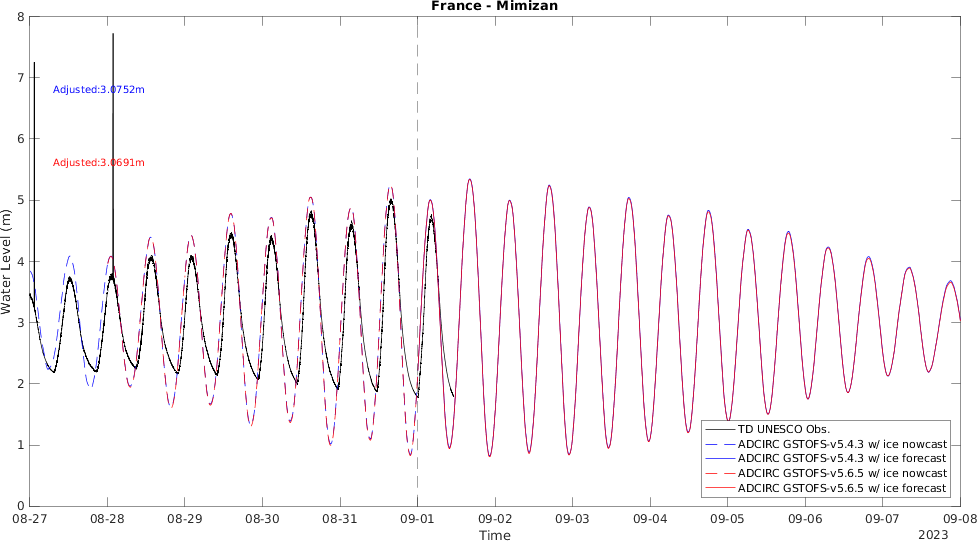 France - Mimizan
8
7
6
5
4
3
2
1
0
Water Level (m)
Adjusted:3.0752m
Adjusted:3.0691m
TD UNESCO Obs.
ADCIRC GSTOFS-v5.4.3 w/ ice nowcast
ADCIRC GSTOFS-v5.4.3 w/ ice forecast
ADCIRC GSTOFS-v5.6.5 w/ ice nowcast
ADCIRC GSTOFS-v5.6.5 w/ ice forecast
08-27 08-28 08-29 08-30 08-31 09-01 09-02 09-03 09-04 09-05 09-06 09-07 09-08
Time
2023